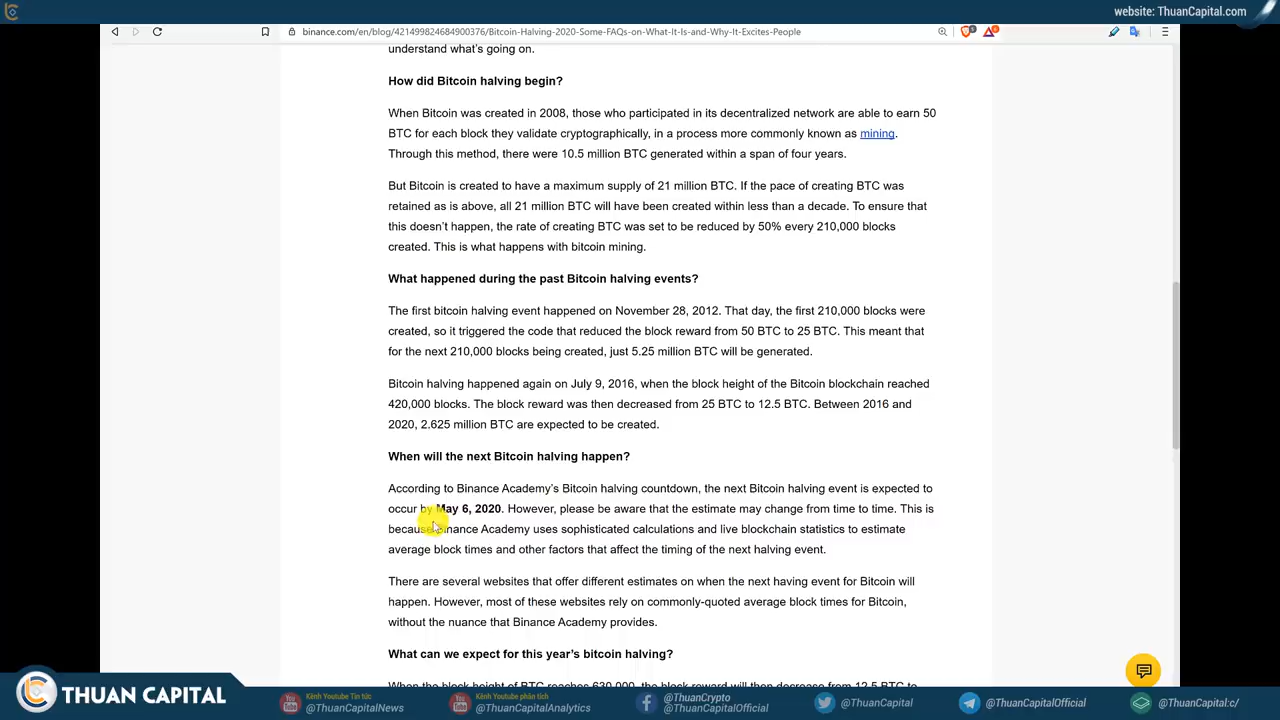 website: ThuanCapital.com
binance.com/en/blog/421499824684900376/Bitcoin-Halving-2020-Some-FAQs-on-What-It-Is-and-Why-It-Excites-People
understand what's going on.
How did Bitcoin halving begin?
When Bitcoin was created in 2008, those who participated in its decentralized network are able to earn 50
BTC for each block they validate cryptographically, in a process more commonly known as mining.
Through this method, there were 10.5 million BTC generated within a span of four years.
But Bitcoin is created to have a maximum supply of 21 million BTC. If the pace of creating BTC was
retained as is above, all 21 million BTC will have been created within less than a decade. To ensure that
this doesn't happen, the rate of creating BTC was set to be reduced by 50% every 210,000 blocks
created. This is what happens with bitcoin mining.
What happened during the past Bitcoin halving events?
The first bitcoin halving event happened on November 28, 2012. That day, the first 210,000 blocks were
created, so it triggered the code that reduced the block reward from 50 BTC to 25 BTC. This meant that
for the next 210,000 blocks being created, just 5.25 million BTC will be generated.
Bitcoin halving happened again on July 9, 2016, when the block height of the Bitcoin blockchain reached
420,000 blocks. The block reward was then decreased from 25 BTC to 12.5 BTC. Between 2016 and
2020, 2.625 million BTC are expected to be created.
When will the next Bitcoin halving happen?
According to Binance Academy's Bitcoin halving countdown, the next Bitcoin halving event is expected to
occur by May 6, 2020. However, please be aware that the estimate may change from time to time. This is
because Binance Academy uses sophisticated calculations and live blockchain statistics to estimate
average block times and other factors that affect the timing of the next halving event.
There are several websites that offer different estimates on when the next having event for Bitcoin will
happen. However, most of these websites rely on commonly-quoted average block times for Bitcoin,
without the nuance that Binance Academy provides.
What can we expect for this year's bitcoin halving?
When the block height of BTC reaches 630,000, the block reward will then decrease from 12.5 BTC to
THUAN CAPITAL
Kênh Youtube Tin tức
@ThuanCapitalNews
Kênh Youtube phân tích
@ThuanCapitalAnalytics
@ThuanCrypto
@ThuanCapitalOfficial
@ThuanCapital
@ThuanCapitalOfficial
@ThuanCapital:c/